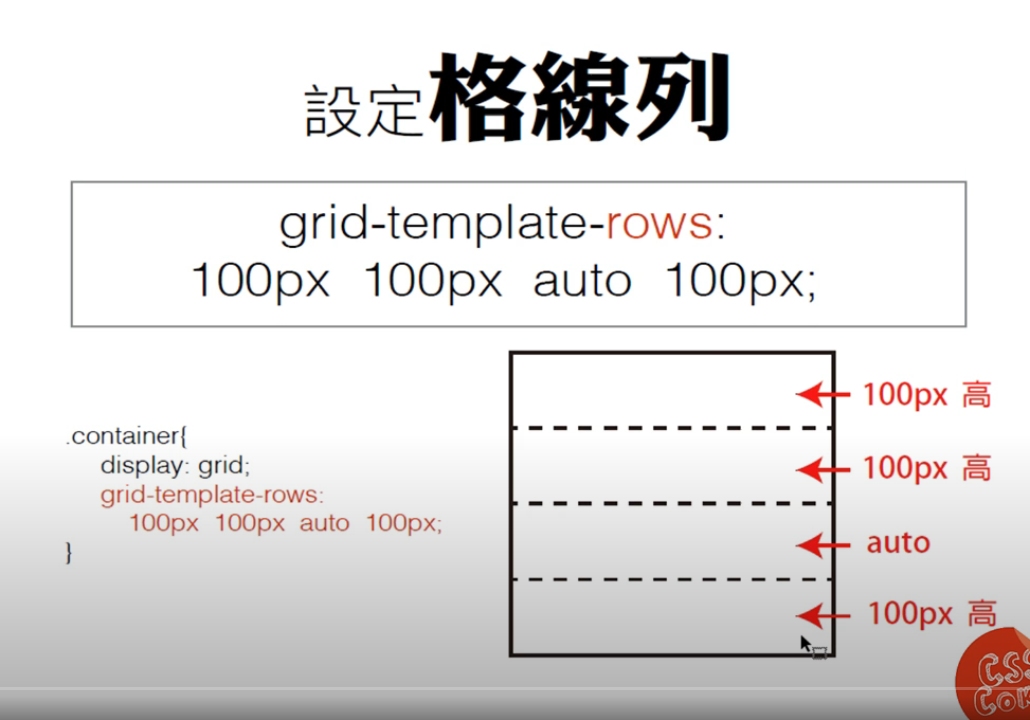 設定格線列
grid-template-rows:
100px 100px auto 100px;
.container{
display: grid;
grid-template-rows:
100px 100px auto 100px;
}
100px 高
100px 高
auto
100px 高
CSS